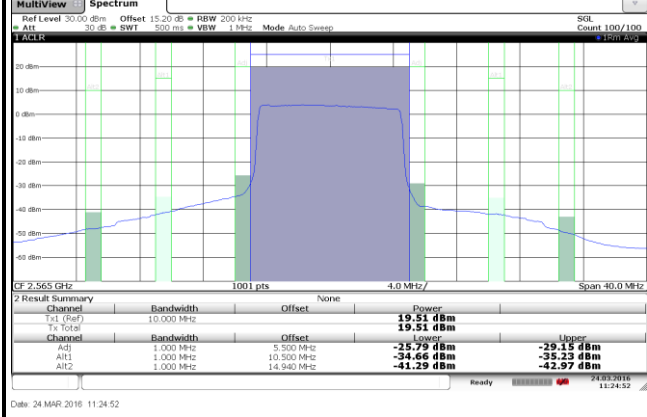 MultiView Spectrum
Ref Level 30.00 dBm Offset 15.20 dB RBW 200 kHz SGL
Att 30 dB SWT 500 ms VBW 1 MHz Mode Auto Sweep Count 100/100
1 ACLR 1Rm Avg
20 dBm
10 dBm
0 dBm
-10 dBm
-20 dBm
-30 dBm
-40 dBm
-50 dBm
-60 dBm
CF 2.565 GHz 1001 pts 4.0 MHz/ Span 40.0 MHz
2 Result Summary None
Channel Bandwidth Offset Power
Tx1 (Ref) 10.000 MHz 19.51 dBm
Tx Total 19.51 dBm
Channel Bandwidth Offset Lower Upper
Adj 1.000 MHz 5.500 MHz -25.79 dBm -29.15 dBm
Alt1 1.000 MHz 10.500 MHz -34.66 dBm -35.23 dBm
Alt2 1.000 MHz 14.940 MHz -41.29 dBm -42.97 dBm
Ready 24.03.2016
11:24:52
Date: 24.MAR.2016 11:24:52